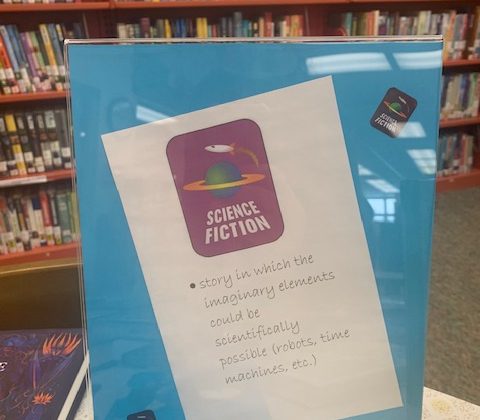 SCIENCE
FICTION
SCIENCE
FICTION
• story in which the
imaginary elements
could be
scientifically
possible (robots, time
machines, etc.)